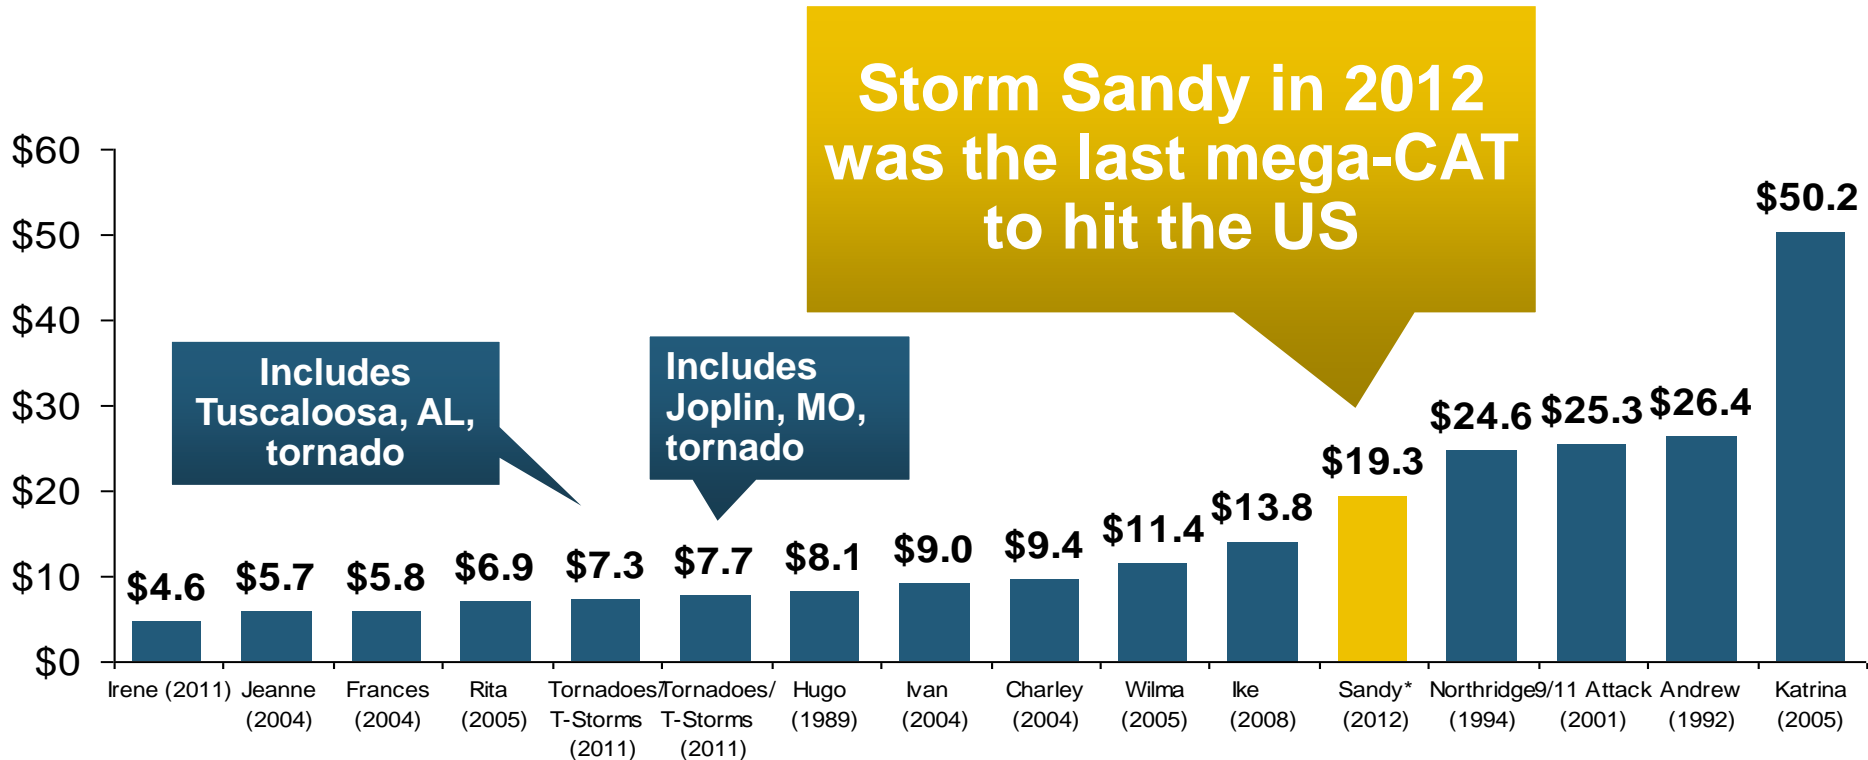 Storm Sandy in 2012
was the last mega-CAT
to hit the US
$60
$50
$40
$30
$20
$10
$0
Includes
Tuscaloosa, AL,
tornado
Includes
Joplin, MO,
tornado
$4.6
$5.7
$5.8
$6.9
$7.3
$7.7
$8.1
$9.0
$9.4
$11.4
$13.8
$19.3
$24.6
$25.3
$26.4
$50.2
Irene (2011)
Jeanne
(2004)
Frances
(2004)
Rita
(2005)
Tornadoes/
T-Storms
(2011)
Tornadoes/
T-Storms
(2011)
Hugo
(1989)
Ivan
(2004)
Charley
(2004)
Wilma
(2005)
Ike
(2008)
Sandy*
(2012)
Northridge
(1994)
9/11 Attack
(2001)
Andrew
(1992)
Katrina
(2005)